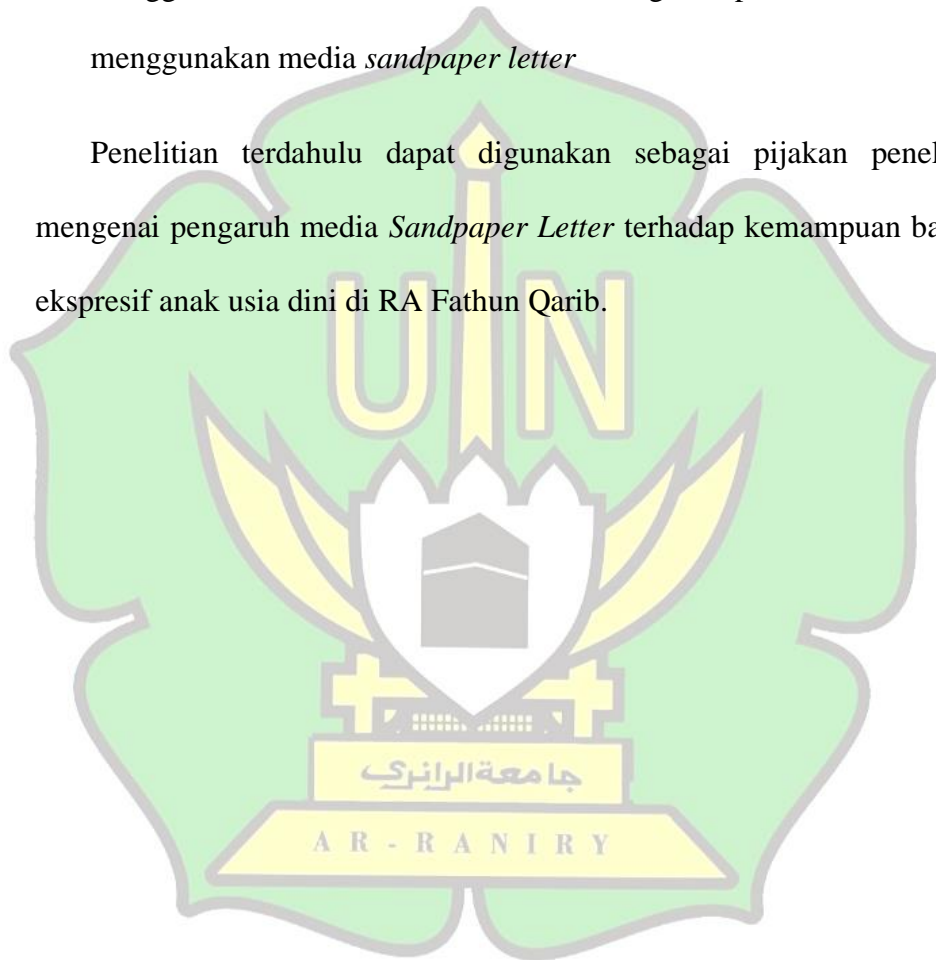 menggunakan media sandpaper letter
Penelitian terdahulu dapat digunakan sebagai pijakan
mengenai pengaruh media Sandpaper Letter terhadap kemampuan
ekspresif anak usia dini di RA Fathun Qarib.
UIN
جامعة الرانري
AR-RANIRY